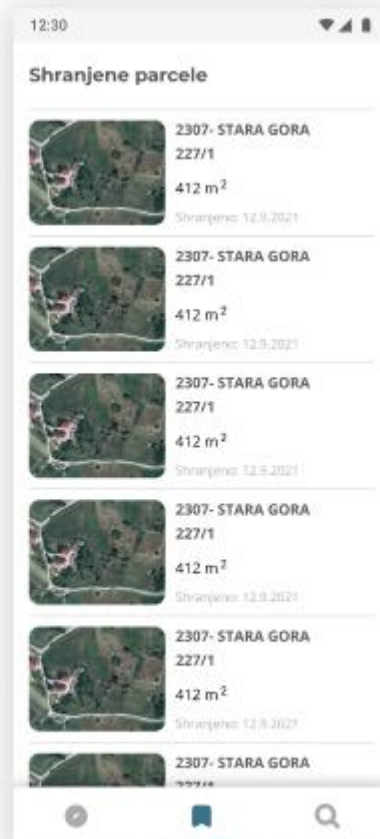 12:30
Shranjene parcele
2307- STARA GORA
227/1
412 m²
Shranjeno: 12.9.2021
2307- STARA GORA
227/1
412 m²
Shranjeno: 12.9.2021
2307- STARA GORA
227/1
412 m²
Shranjeno: 12.9.2021
2307- STARA GORA
227/1
412 m²
Shranjeno: 12.9.2021
2307- STARA GORA
227/1
412 m²
Shranjeno: 12.9.2021
2307- STARA GORA
227/1